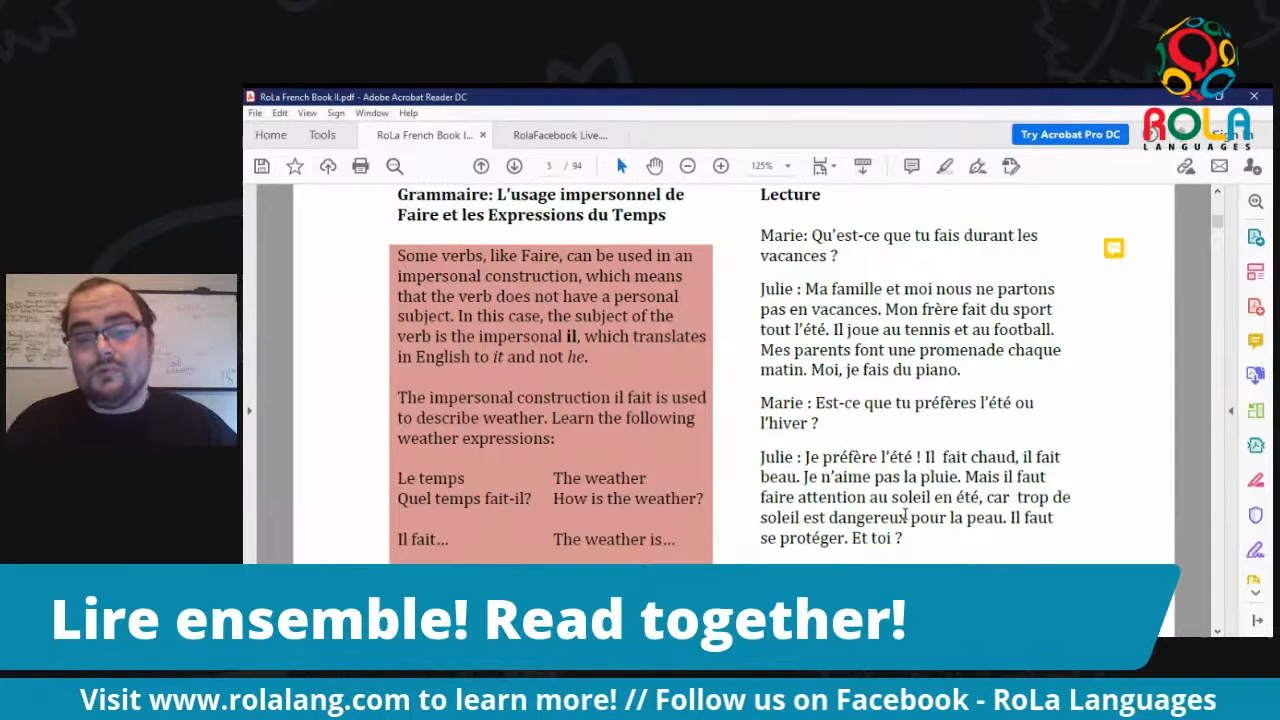 ROLA
LANGUAGES
RoLa French Book II.pdf - Adobe Acrobat Reader DC
File Edit View Sign Window Help
Home Tools RoLa French Book I... × RolaFacebook Live.... Try Acrobat Pro DC Sign In
5 / 94 125%
Grammaire: L'usage impersonnel de
Faire et les Expressions du Temps
Some verbs, like Faire, can be used in an
impersonal construction, which means
that the verb does not have a personal
subject. In this case, the subject of the
verb is the impersonal il, which translates
in English to it and not he.
The impersonal construction il fait is used
to describe weather. Learn the following
weather expressions:
Le temps The weather
Quel temps fait-il? How is the weather?
Il fait... The weather is...
Lecture
Marie: Qu'est-ce que tu fais durant les
vacances ?
Julie : Ma famille et moi nous ne partons
pas en vacances. Mon frère fait du sport
tout l'été. Il joue au tennis et au football.
Mes parents font une promenade chaque
matin. Moi, je fais du piano.
Marie : Est-ce que tu préfères l'été ou
l'hiver ?
Julie : Je préfère l'été ! Il fait chaud, il fait
beau. Je n'aime pas la pluie. Mais il faut
faire attention au soleil en été, car trop de
soleil est dangereux pour la peau. Il faut
se protéger. Et toi ?
Lire ensemble! Read together!
Visit www.rolalang.com to learn more! // Follow us on Facebook - RoLa Languages